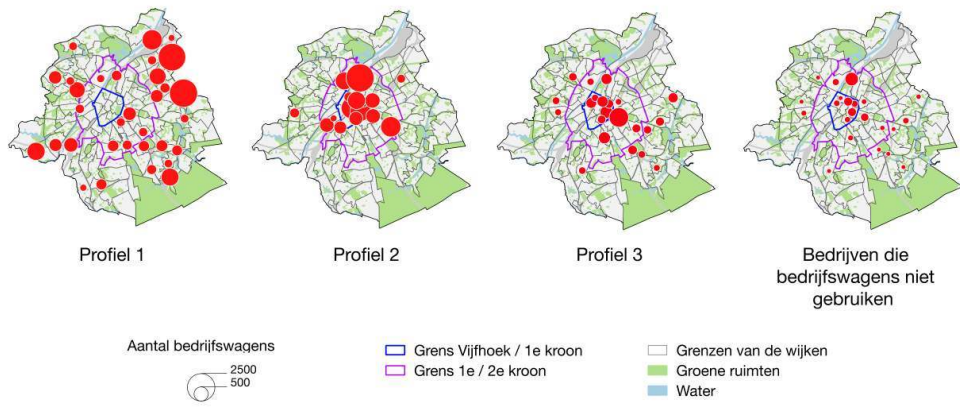 Profiel 1
Profiel 2
Profiel 3
Bedrijven die
bedrijfswagens niet
gebruiken
Aantal bedrijfswagens
2500
500
Grens Vijfhoek / 1e kroon
Grens 1e / 2e kroon
Grenzen van de wijken
Groene ruimten
Water